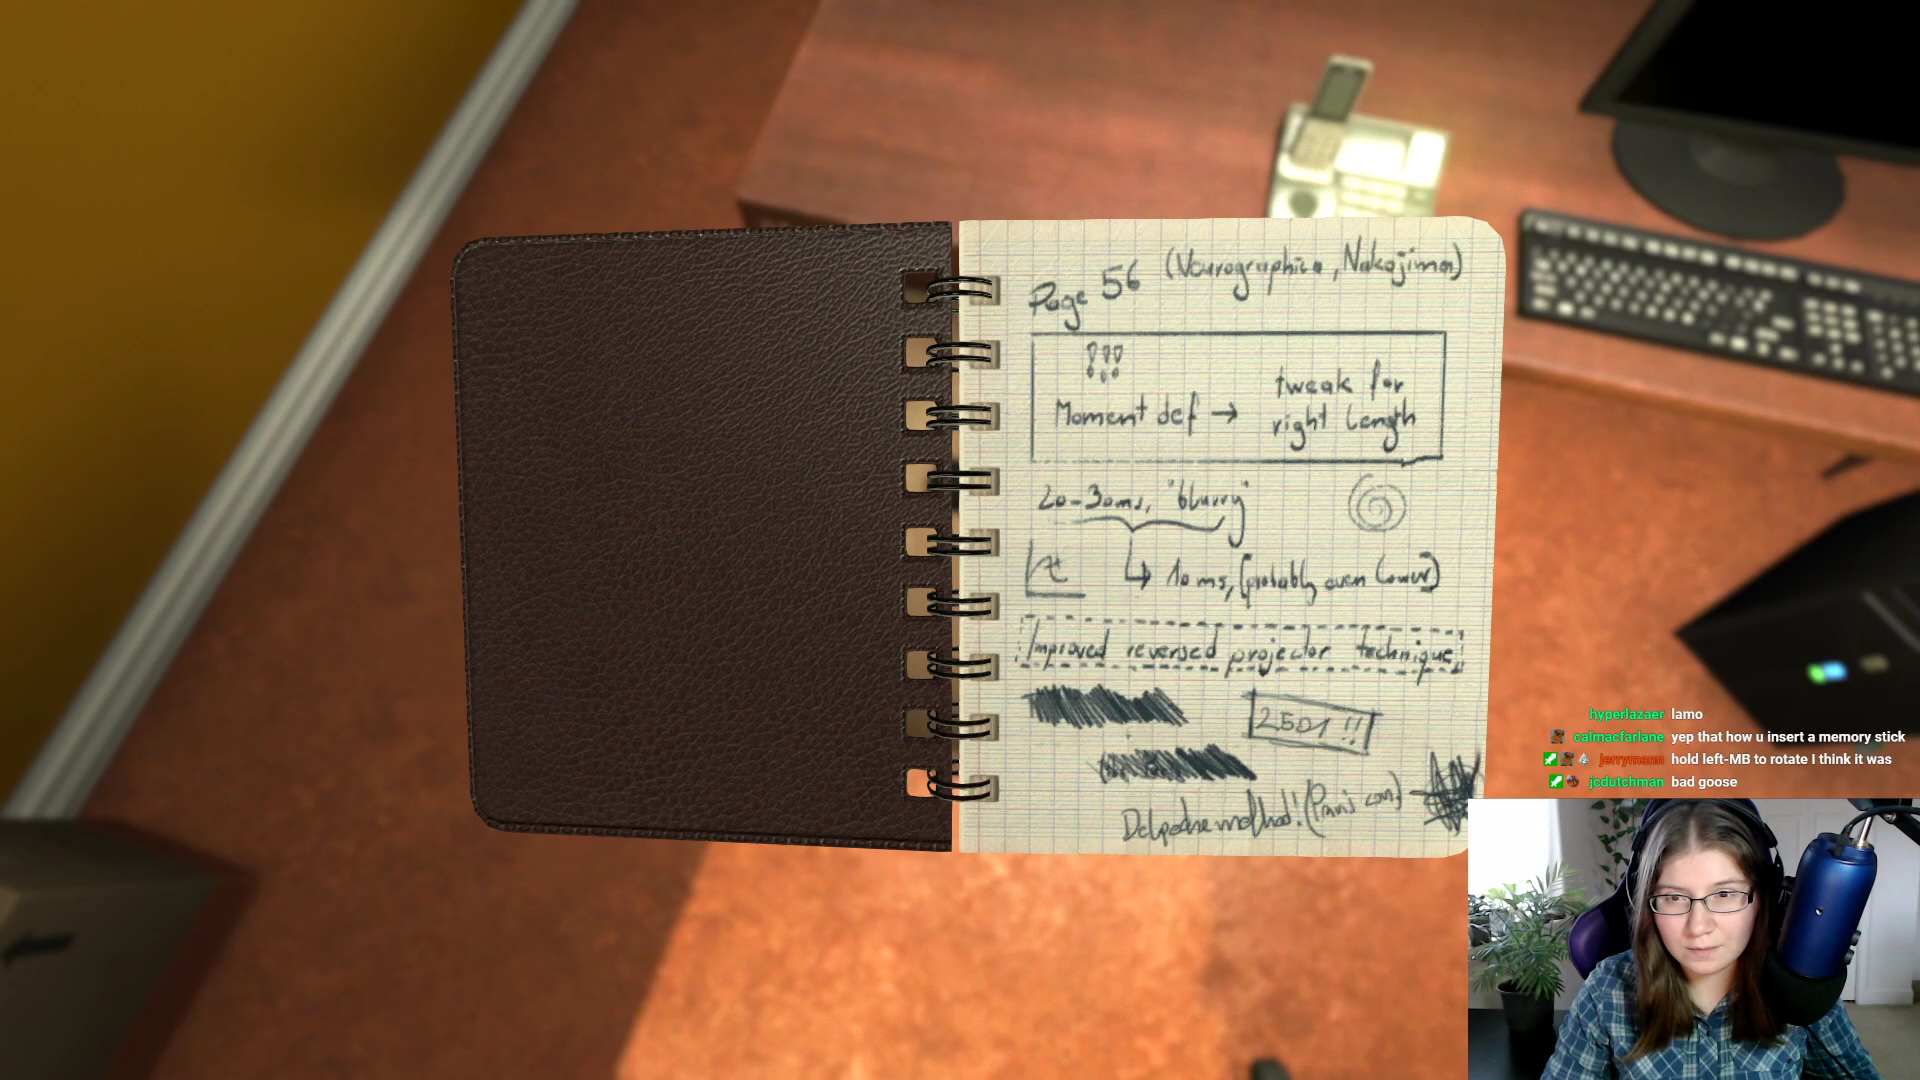 Page 56 (Neurographica, Nakajima)
!!!
Moment def → tweak for
right length
20-30ms, "blurry"
↳ 10 ms, (probably even lower)
Improved reversed projector technique
2501 !!
method! (Paris con.)
hyperlazaer lamo
calmacfarlane yep that how u insert a memory stick
jerrymann hold left-MB to rotate I think it was
jcdutchman bad goose